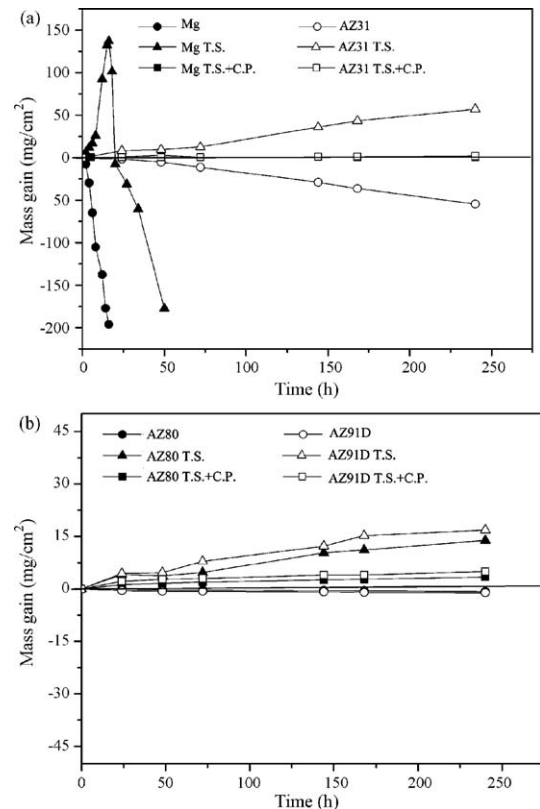 (a)
Mg AZ31
Mg T.S. AZ31 T.S.
Mg T.S.+C.P. AZ31 T.S.+C.P.
150
100
50
0
-50
-100
-150
-200
Mass gain (mg/cm²)
0 50 100 150 200 250
Time (h)
(b)
AZ80 AZ91D
AZ80 T.S. AZ91D T.S.
AZ80 T.S.+C.P. AZ91D T.S.+C.P.
45
30
15
0
-15
-30
-45
Mass gain (mg/cm²)
0 50 100 150 200 250
Time (h)